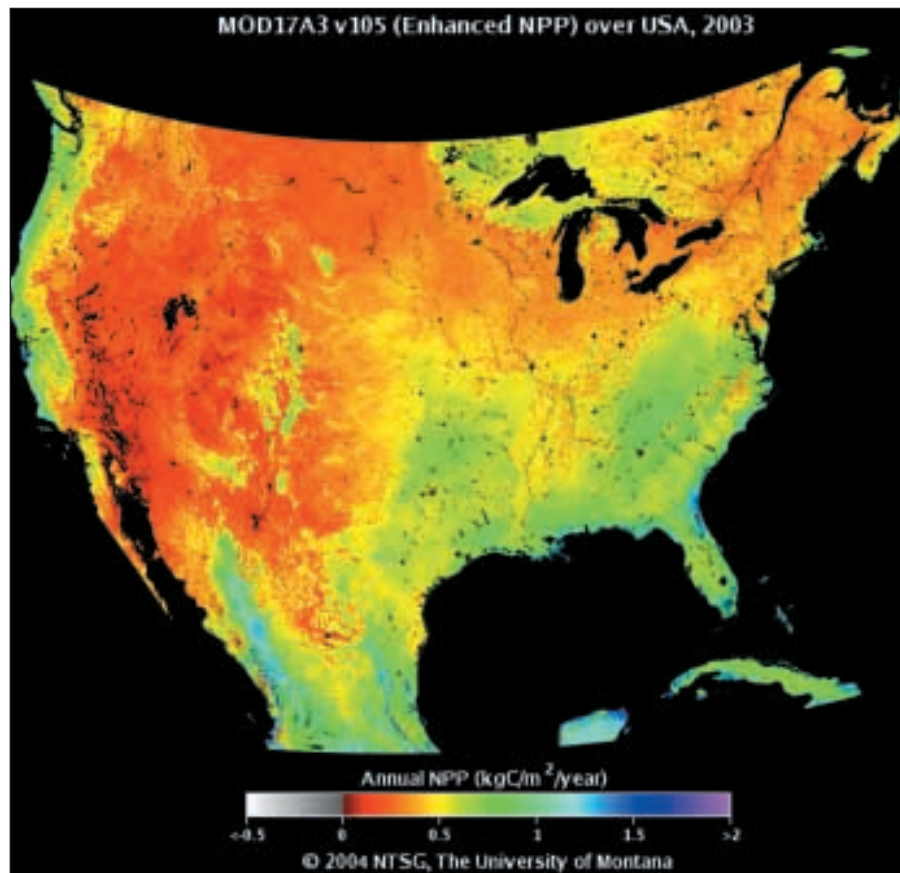 MOD17A3 v105 (Enhanced NPP) over USA, 2003
Annual NPP (kgC/m²/year)
<-0.5 0 0.5 1 1.5 >2
© 2004 NTSG, The University of Montana